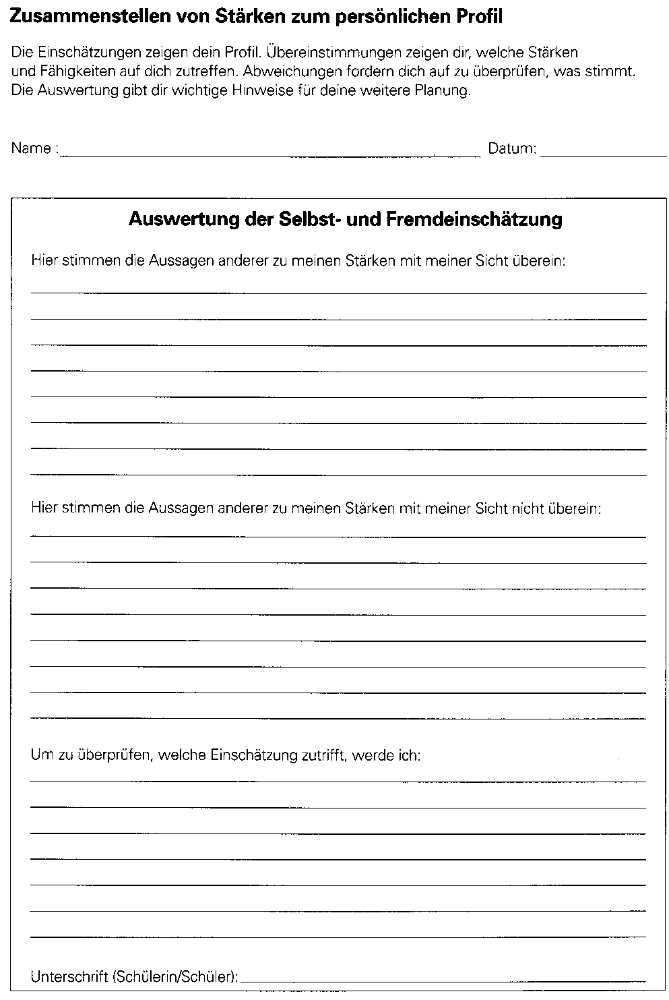 Zusammenstellen von Stärken zum persönlichen Profil
Die Einschätzungen zeigen dein Profil. Übereinstimmungen zeigen dir, welche Stärken
und Fähigkeiten auf dich zutreffen. Abweichungen fordern dich auf zu überprüfen, was stimmt.
Die Auswertung gibt dir wichtige Hinweise für deine weitere Planung.
Name : Datum:
Auswertung der Selbst- und Fremdeinschätzung
Hier stimmen die Aussagen anderer zu meinen Stärken mit meiner Sicht überein:
Hier stimmen die Aussagen anderer zu meinen Stärken mit meiner Sicht nicht überein:
Um zu überprüfen, welche Einschätzung zutrifft, werde ich:
Unterschrift (Schülerin/Schüler):